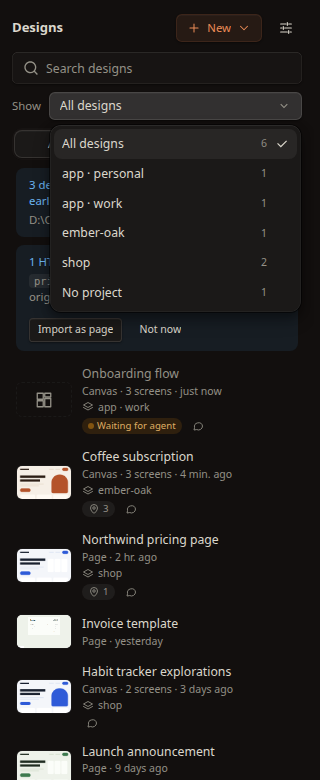 Designs
New
Search designs
Show
All designs
All designs 6
app · personal 1
app · work 1
ember-oak 1
shop 2
No project 1
3 de
earl
D:\
1 HT
orig
Import as page
Not now
Onboarding flow
Canvas · 3 screens · just now
app · work
Waiting for agent
Coffee subscription
Canvas · 3 screens · 4 min. ago
ember-oak
3
Northwind pricing page
Page · 2 hr. ago
shop
1
Invoice template
Page · yesterday
Habit tracker explorations
Canvas · 2 screens · 3 days ago
shop
Launch announcement
Page · 9 days ago